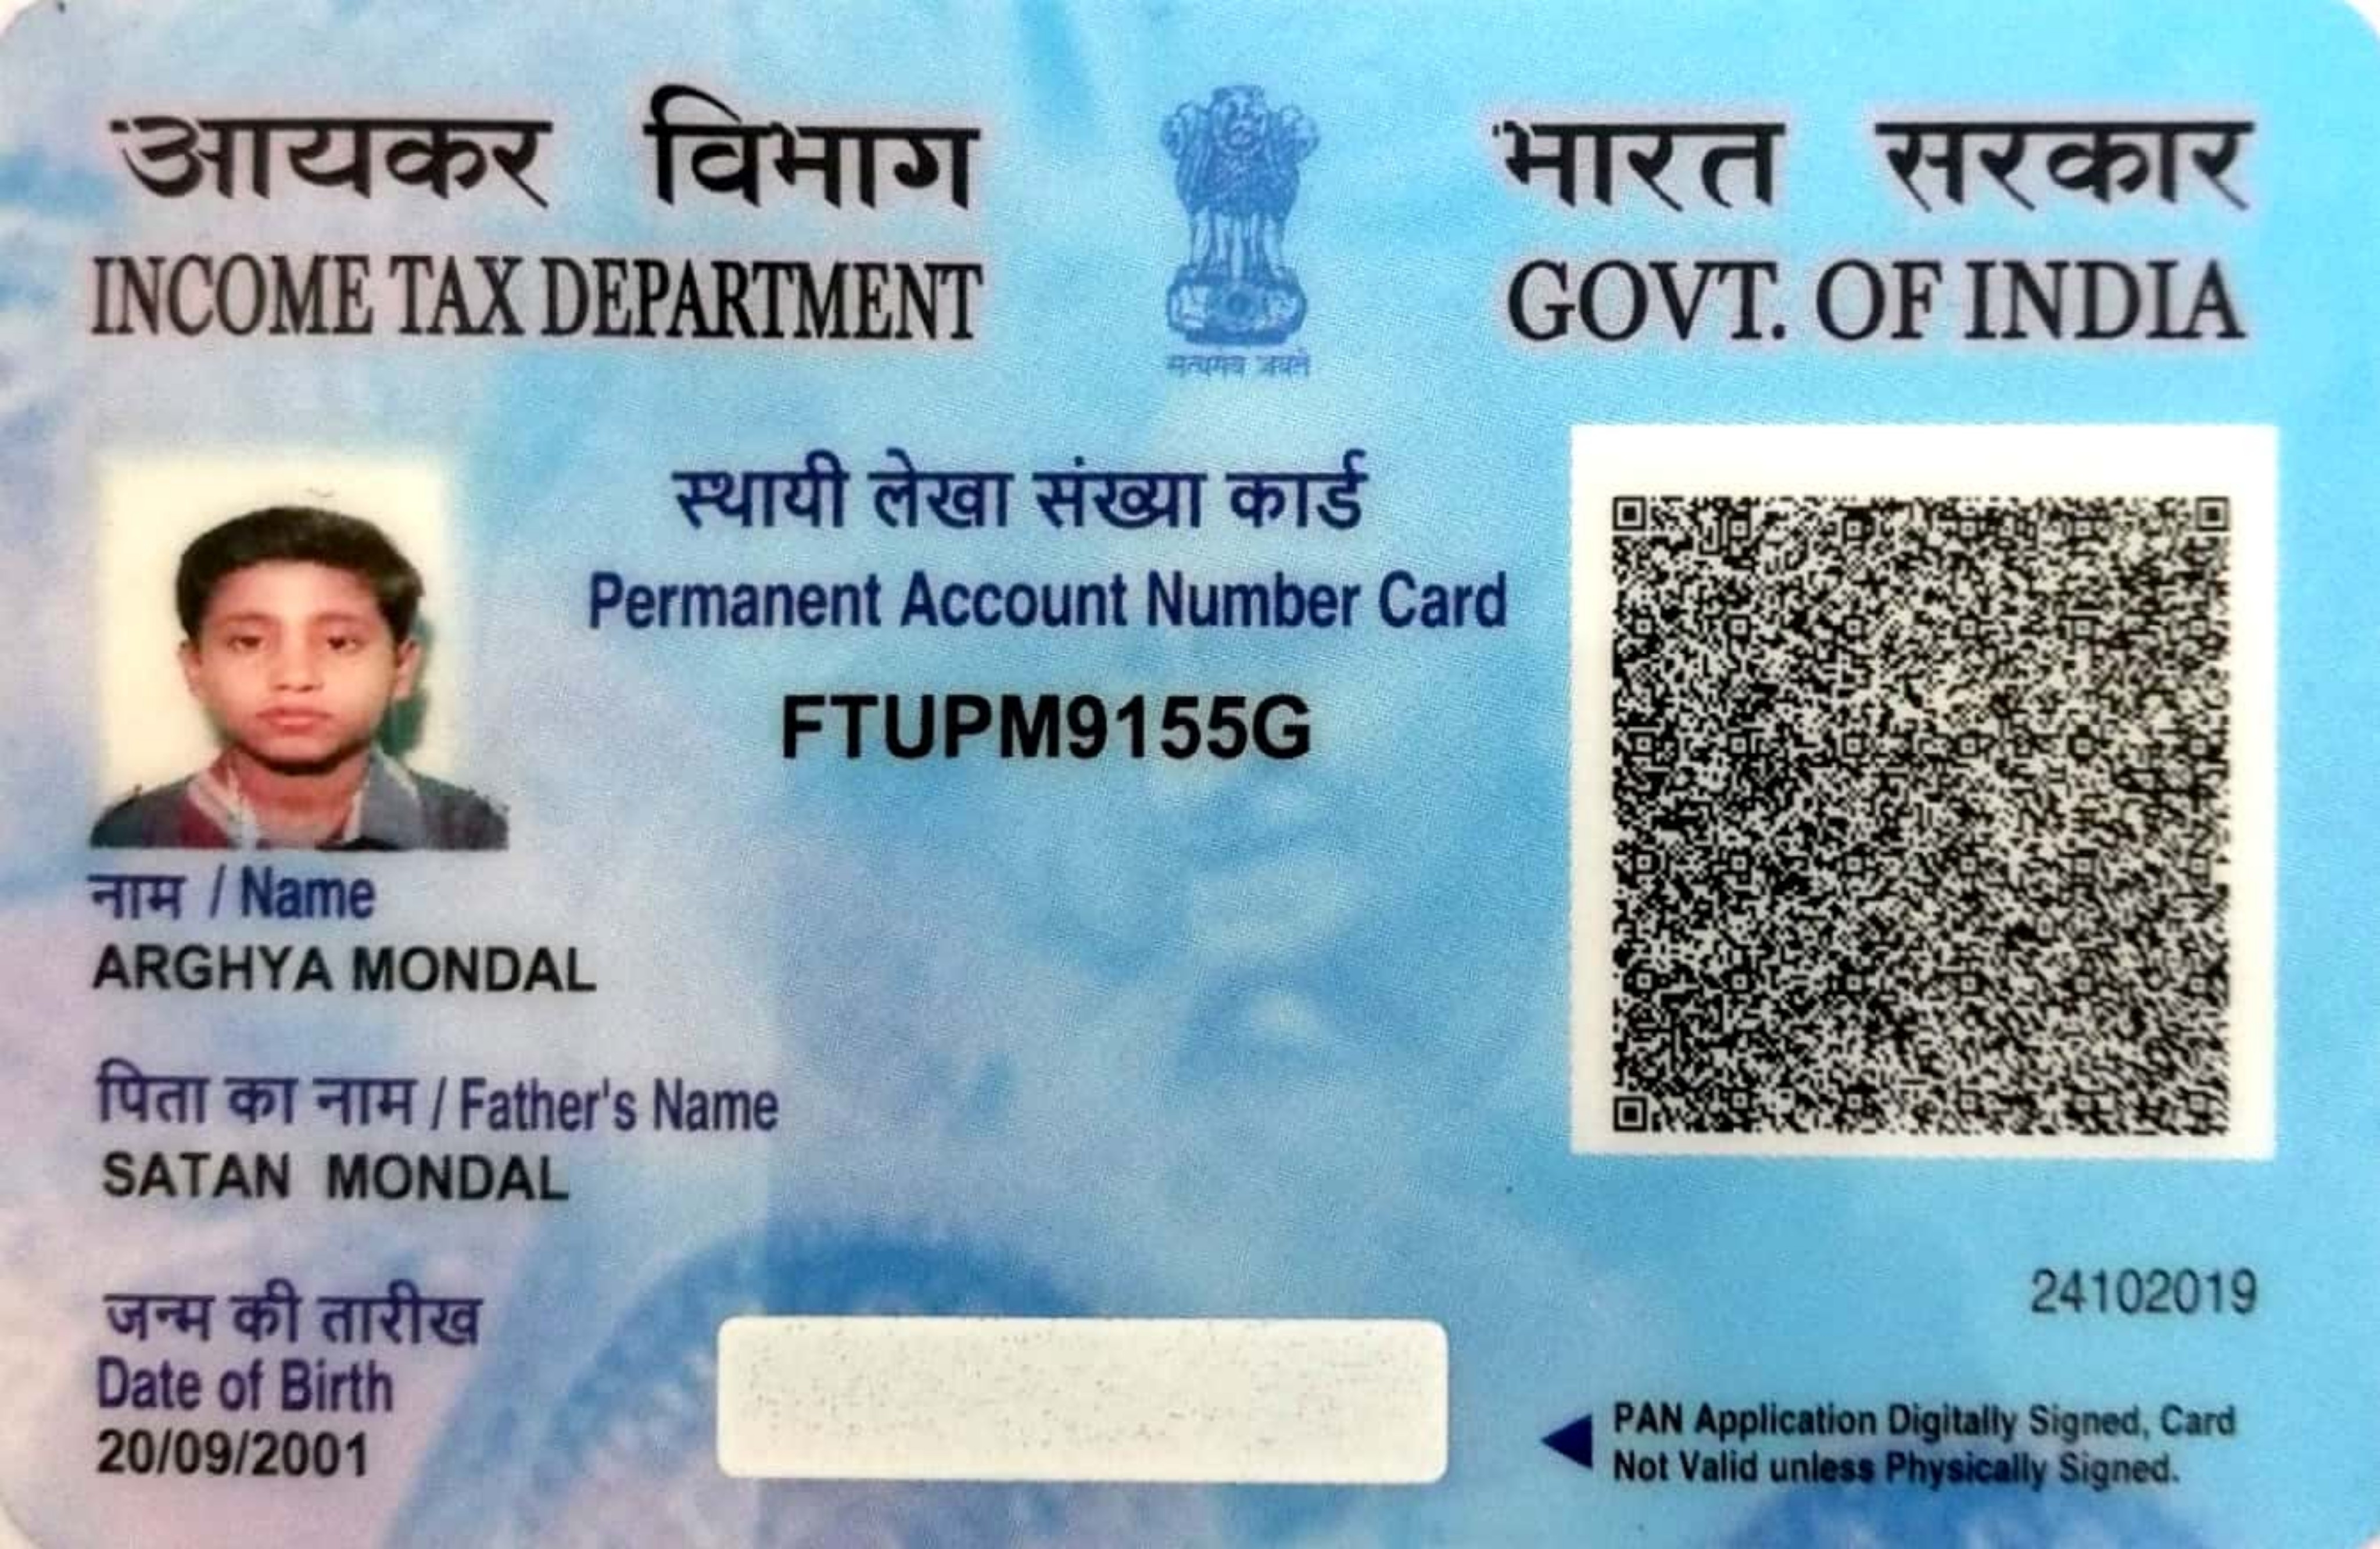 आयकर विभाग
INCOME TAX DEPARTMENT
सत्यमेव जयते
भारत सरकार
GOVT. OF INDIA
स्थायी लेखा संख्या कार्ड
Permanent Account Number Card
FTUPM9155G
नाम / Name
ARGHYA MONDAL
पिता का नाम / Father's Name
SATAN MONDAL
जन्म की तारीख
Date of Birth
20/09/2001
24102019
PAN Application Digitally Signed, Card
Not Valid unless Physically Signed.